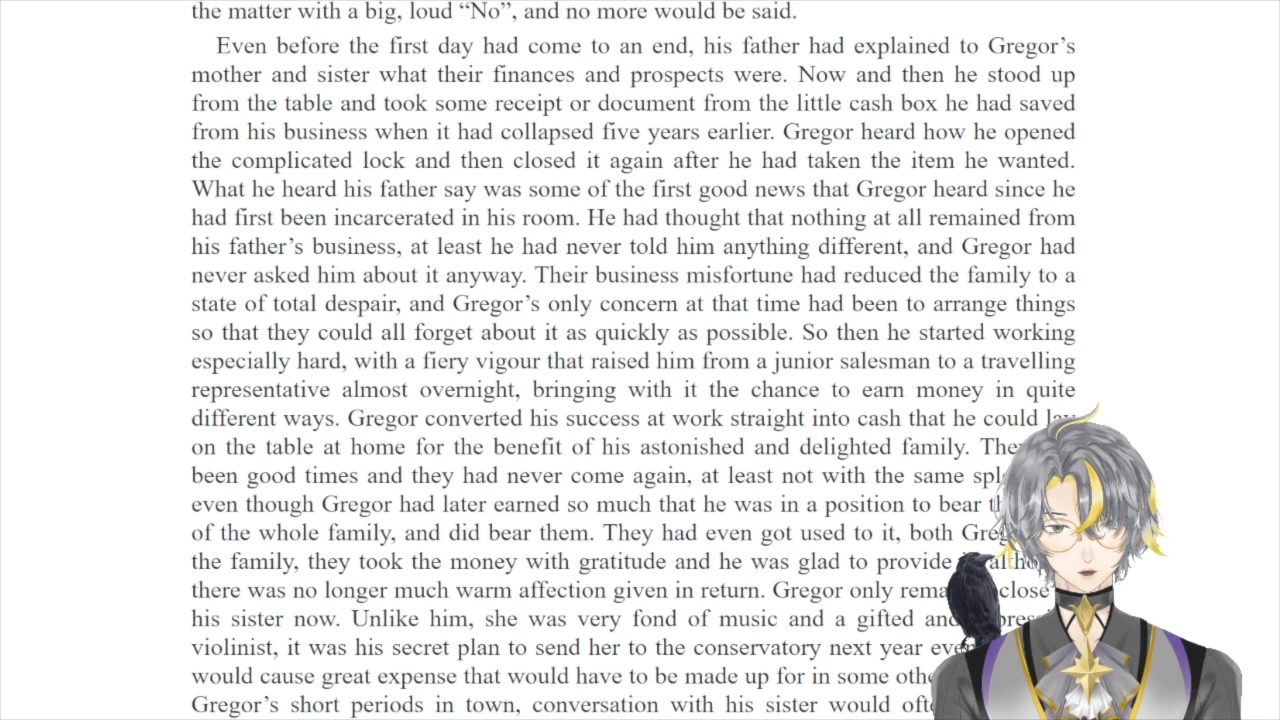 the matter with a big, loud “No”, and no more would be said.
Even before the first day had come to an end, his father had explained to Gregor’s
mother and sister what their finances and prospects were. Now and then he stood up
from the table and took some receipt or document from the little cash box he had saved
from his business when it had collapsed five years earlier. Gregor heard how he opened
the complicated lock and then closed it again after he had taken the item he wanted.
What he heard his father say was some of the first good news that Gregor heard since he
had first been incarcerated in his room. He had thought that nothing at all remained from
his father’s business, at least he had never told him anything different, and Gregor had
never asked him about it anyway. Their business misfortune had reduced the family to a
state of total despair, and Gregor’s only concern at that time had been to arrange things
so that they could all forget about it as quickly as possible. So then he started working
especially hard, with a fiery vigour that raised him from a junior salesman to a travelling
representative almost overnight, bringing with it the chance to earn money in quite
different ways. Gregor converted his success at work straight into cash that he could lay
on the table at home for the benefit of his astonished and delighted family. The
been good times and they had never come again, at least not with the same
even though Gregor had later earned so much that he was in a position to bear
of the whole family, and did bear them. They had even got used to it, both
the family, they took the money with gratitude and he was glad to provide
there was no longer much warm affection given in return. Gregor only close
his sister now. Unlike him, she was very fond of music and a gifted and
violinist, it was his secret plan to send her to the conservatory next year
would cause great expense that would have to be made up for in some
Gregor’s short periods in town, conversation with his sister would